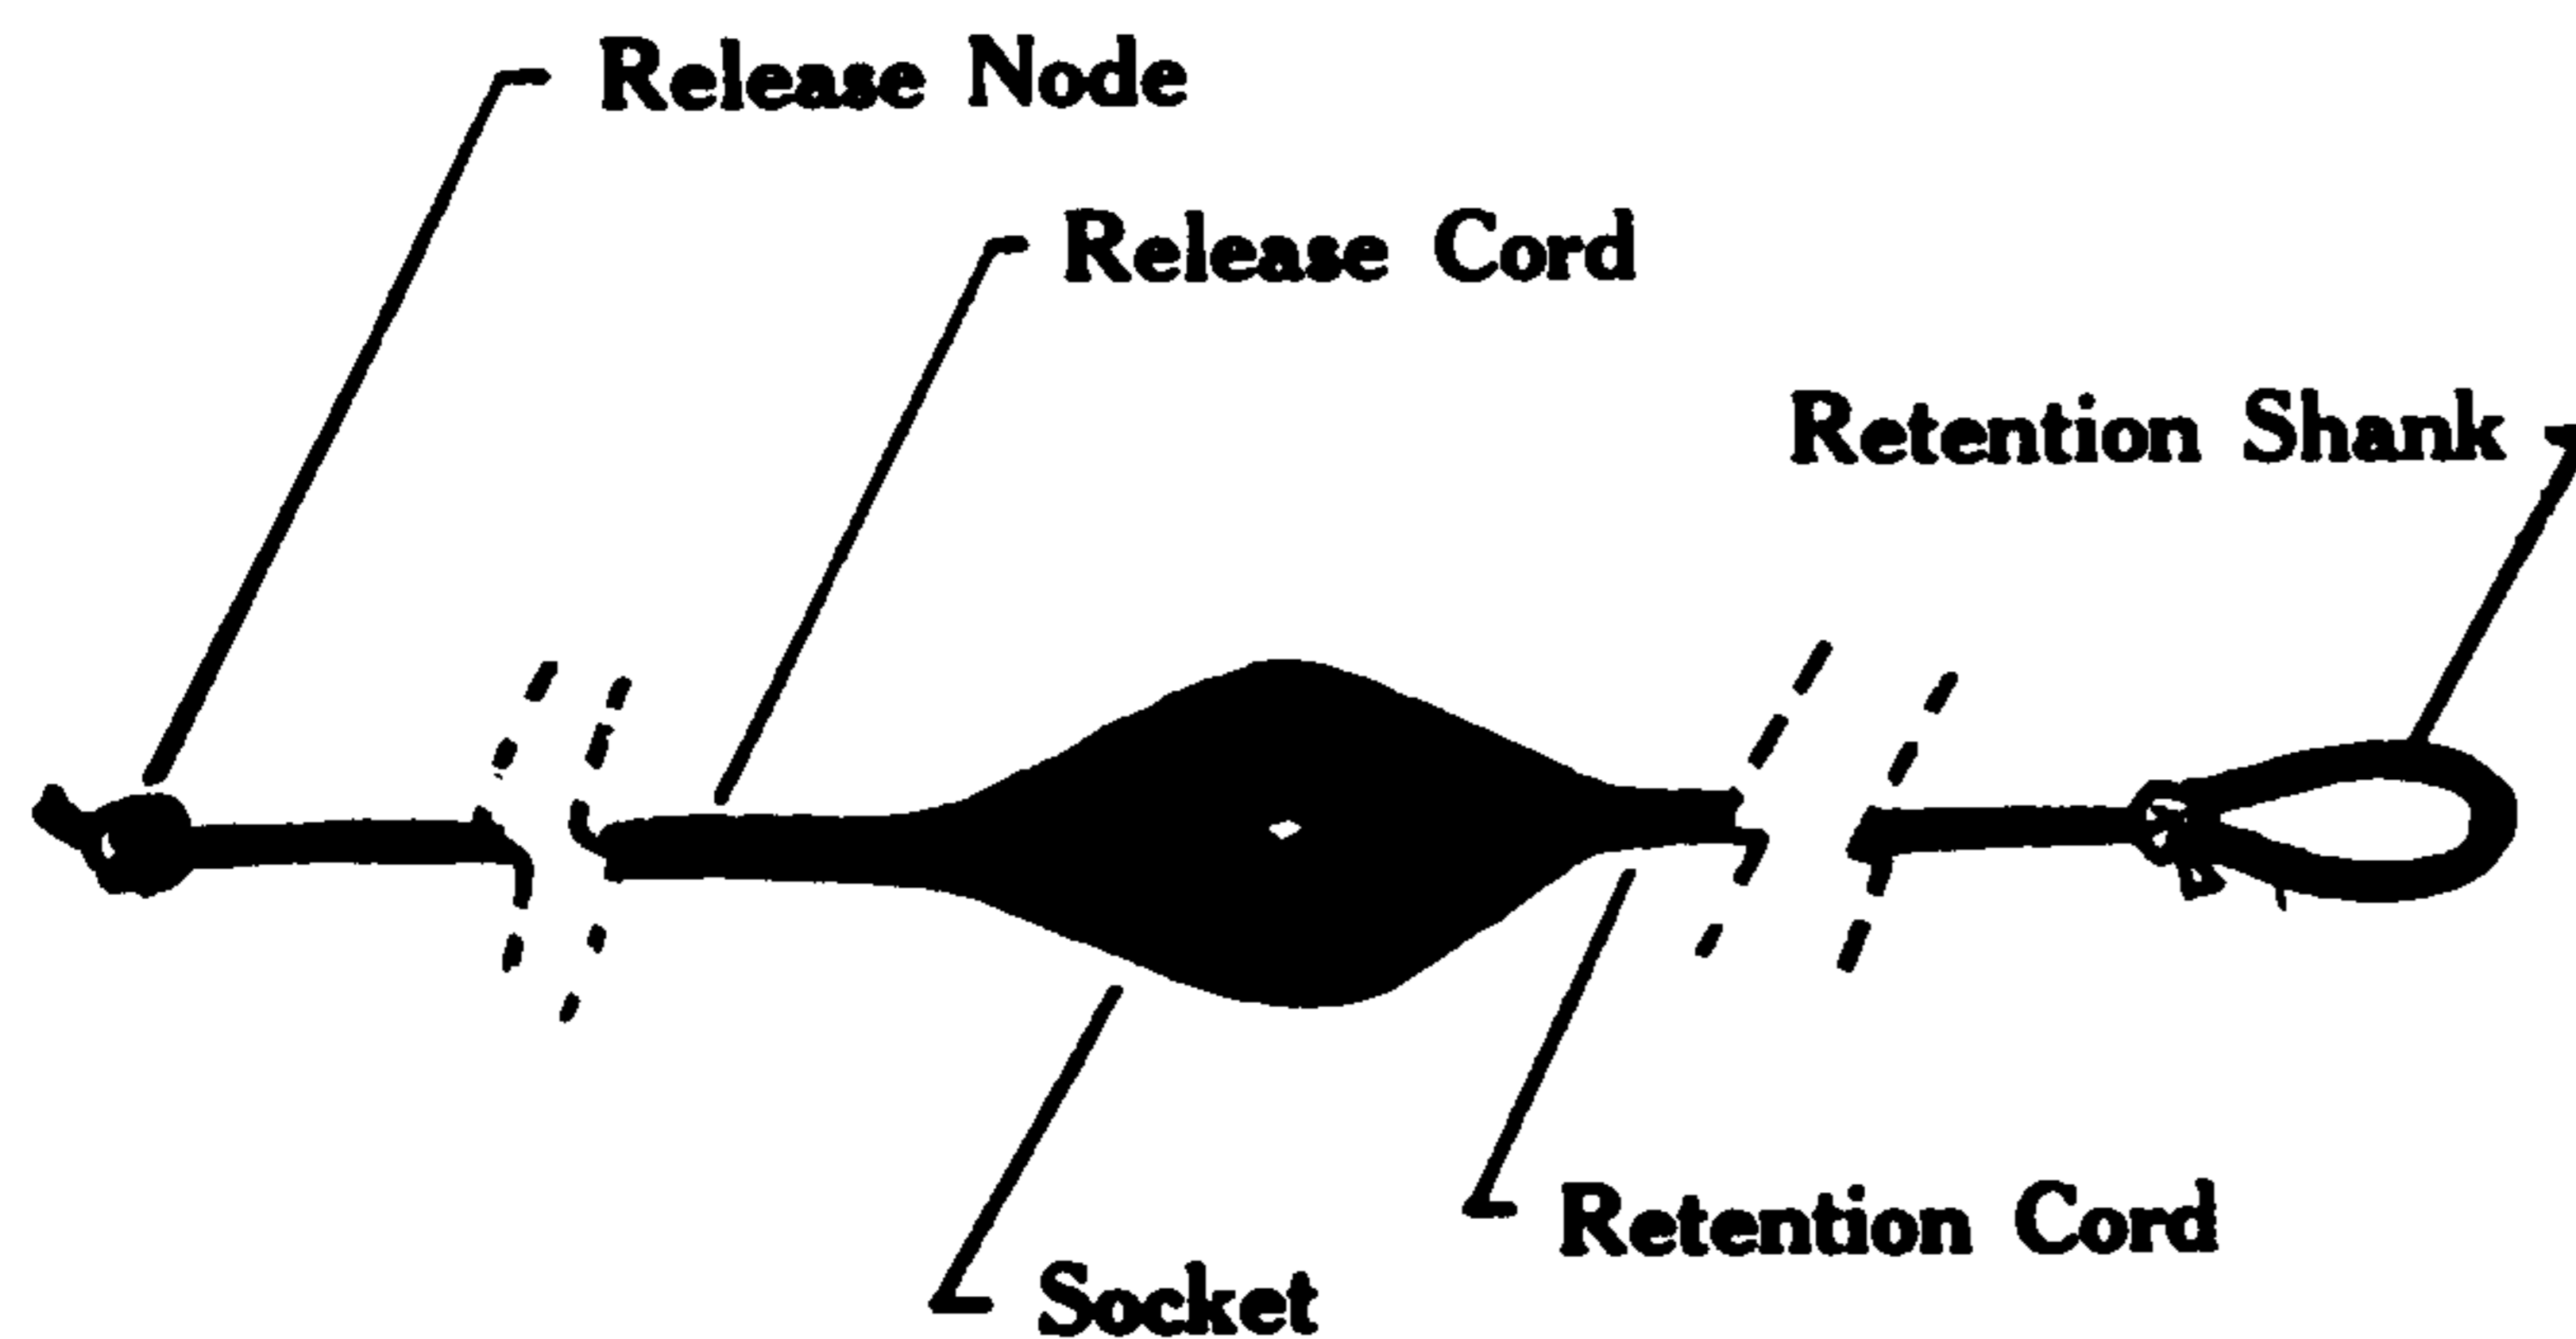 Release Node
Release Cord
Retention Shank
Retention Cord
Socket